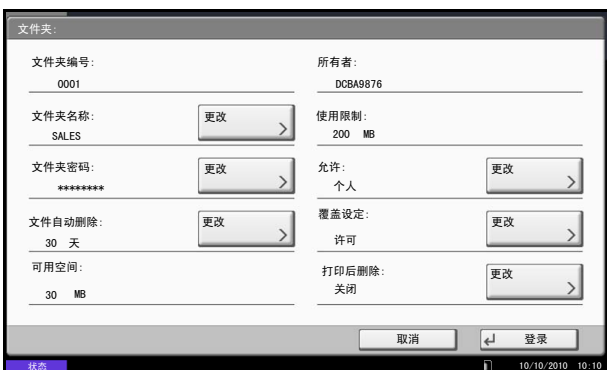 文件夹:
文件夹编号:
0001
所有者:
DCBA9876
文件夹名称:
SALES
更改
使用限制:
200 MB
文件夹密码:
********
更改
允许:
个人
更改
文件自动删除:
30 天
更改
覆盖设定:
许可
更改
可用空间:
30 MB
打印后删除:
关闭
更改
取消
登录
状态
10/10/2010 10:10